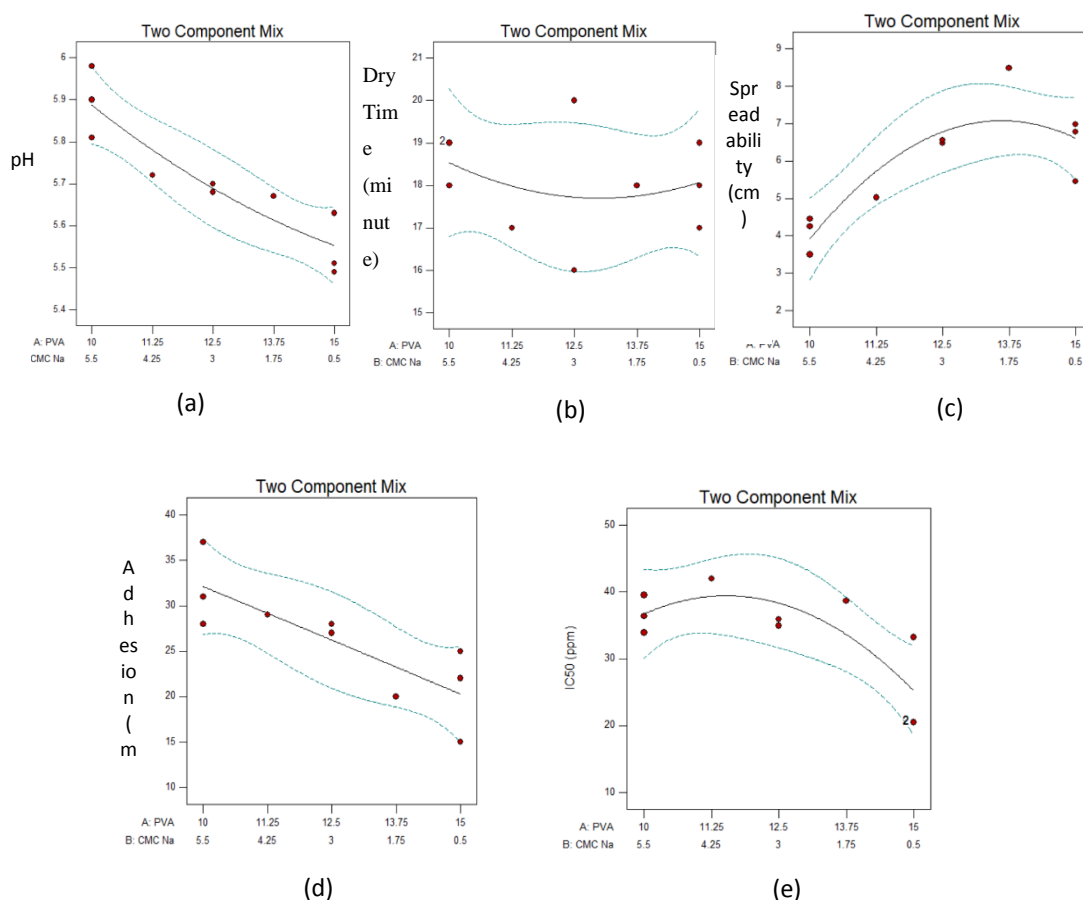 Two Component Mix
pH
6
5.9
5.8
5.7
5.6
5.5
5.4
A: PVA 10 11.25 12.5 13.75 15
CMC Na 5.5 4.25 3 1.75 0.5
(a)
Two Component Mix
Dry
Tim
e
(mi
nut
e)
21
20
19
18
17
16
15
2
A: PVA 10 11.25 12.5 13.75 15
B: CMC Na 5.5 4.25 3 1.75 0.5
(b)
Two Component Mix
Spr
ead
abili
ty
(cm
)
9
8
7
6
5
4
3
2
A: PVA 10 11.25 12.5 13.75 15
B: CMC Na 5.5 4.25 3 1.75 0.5
(c)
Two Component Mix
A
dh
es
io
n
(
m
40
35
30
25
20
15
10
A: PVA 10 11.25 12.5 13.75 15
B: CMC Na 5.5 4.25 3 1.75 0.5
(d)
Two Component Mix
IC50 (ppm)
50
40
30
20
10
2
A: PVA 10 11.25 12.5 13.75 15
B: CMC Na 5.5 4.25 3 1.75 0.5
(e)